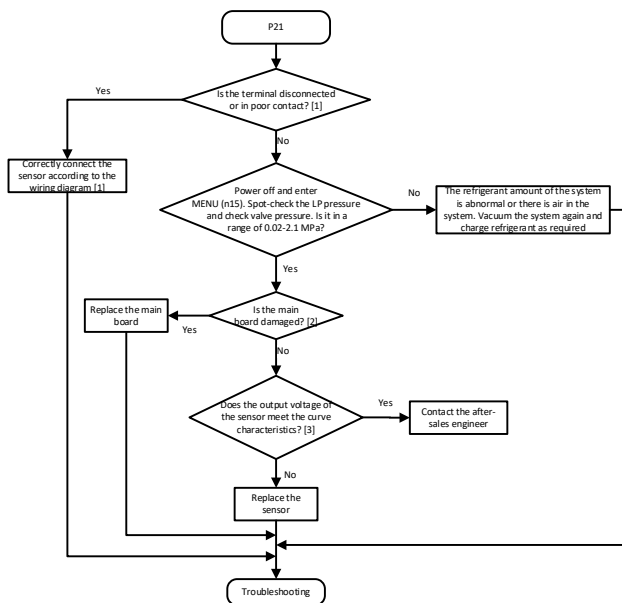 P21
Is the terminal disconnected
or in poor contact? [1]
Yes
No
Correctly connect the
sensor according to the
wiring diagram [1]
Power off and enter
MENU (n15). Spot-check the LP pressure
and check valve pressure. Is it in a
range of 0.02-2.1 MPa?
No
The refrigerant amount of the system
is abnormal or there is air in the
system. Vacuum the system again and
charge refrigerant as required
Yes
Is the main
board damaged? [2]
Yes
Replace the main
board
No
Does the output voltage of
the sensor meet the curve
characteristics? [3]
Yes
Contact the after-
sales engineer
No
Replace the
sensor
Troubleshooting